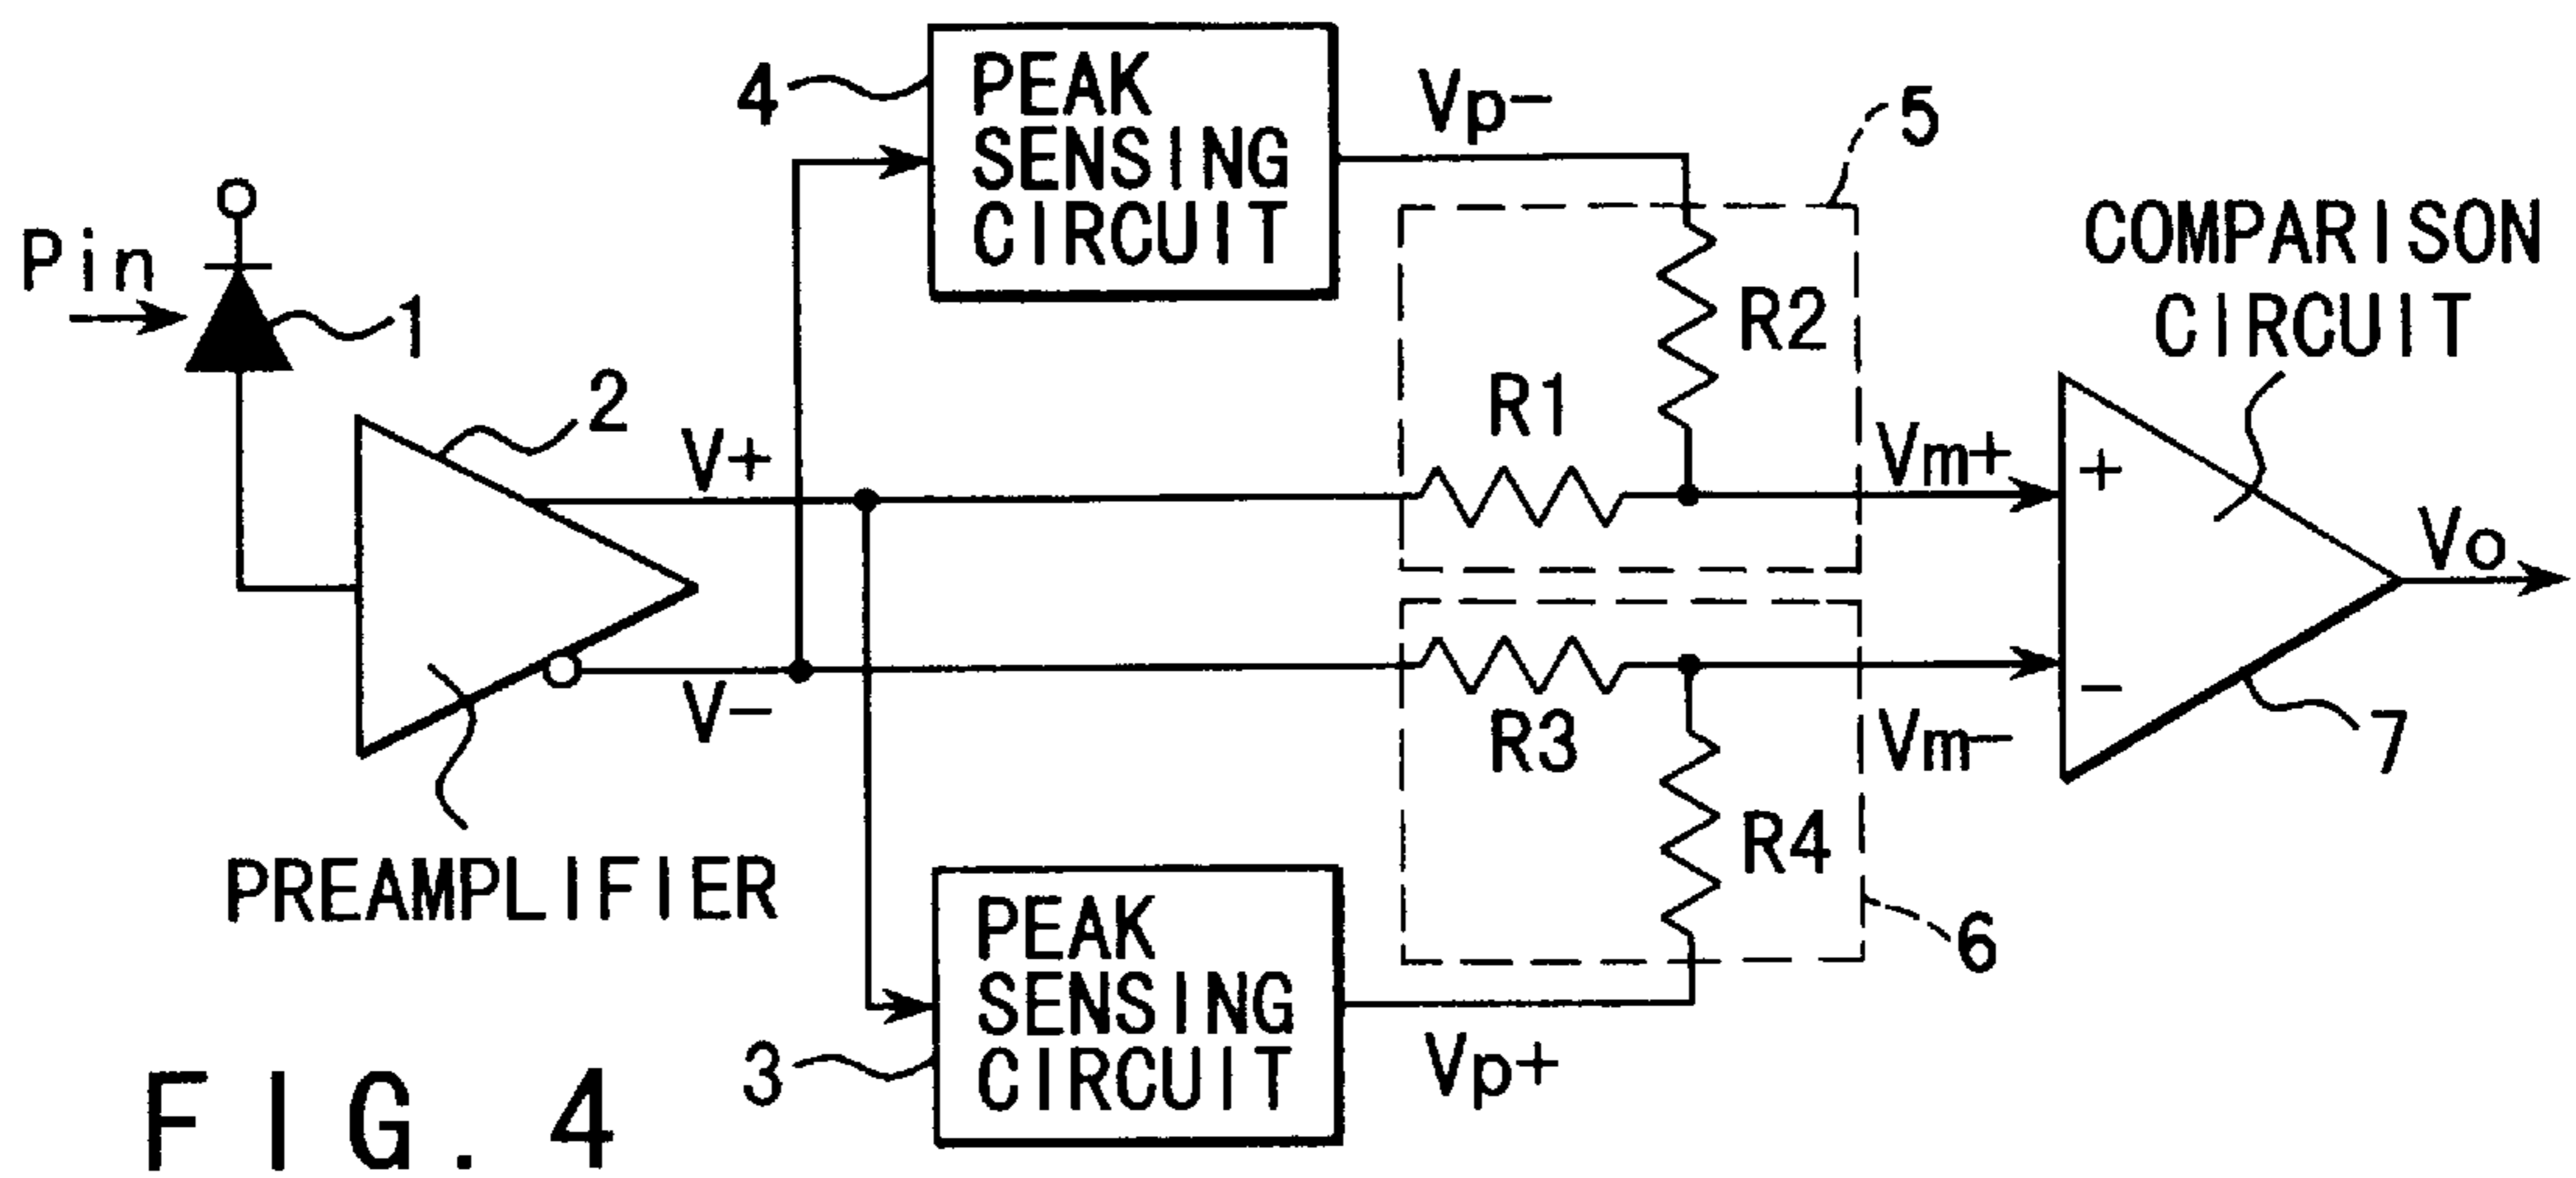 4
PEAK
SENSING
CIRCUIT
Vp-
5
Pin
1
R2
COMPARISON
CIRCUIT
2
V+
R1
Vm+
+
Vo
V-
R3
Vm-
-
7
PREAMPLIFIER
R4
6
PEAK
SENSING
CIRCUIT
3
Vp+
FIG. 4